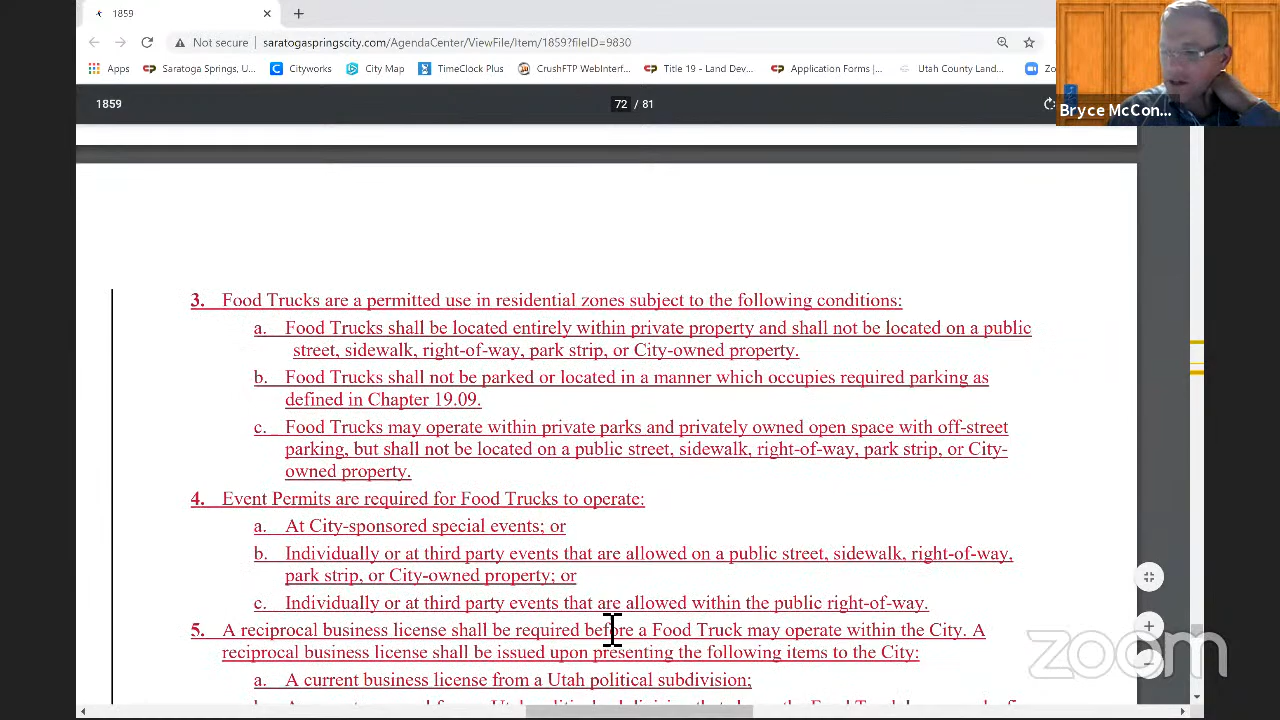 1859
Not secure
saratogaspringscity.com/AgendaCenter/ViewFile/Item/1859?fileID=9830
Apps
Saratoga Springs, U...
Cityworks
City Map
TimeClock Plus
CrushFTP WebInterf...
Title 19 - Land Dev...
Application Forms |...
Utah County Land...
Zo
1859
72 / 81
Bryce McCon...
3. Food Trucks are a permitted use in residential zones subject to the following conditions:
a. Food Trucks shall be located entirely within private property and shall not be located on a public
street, sidewalk, right-of-way, park strip, or City-owned property.
b. Food Trucks shall not be parked or located in a manner which occupies required parking as
defined in Chapter 19.09.
c. Food Trucks may operate within private parks and privately owned open space with off-street
parking, but shall not be located on a public street, sidewalk, right-of-way, park strip, or City-
owned property.
4. Event Permits are required for Food Trucks to operate:
a. At City-sponsored special events; or
b. Individually or at third party events that are allowed on a public street, sidewalk, right-of-way,
park strip, or City-owned property; or
c. Individually or at third party events that are allowed within the public right-of-way.
5. A reciprocal business license shall be required before a Food Truck may operate within the City. A
reciprocal business license shall be issued upon presenting the following items to the City:
a. A current business license from a Utah political subdivision;
zoom